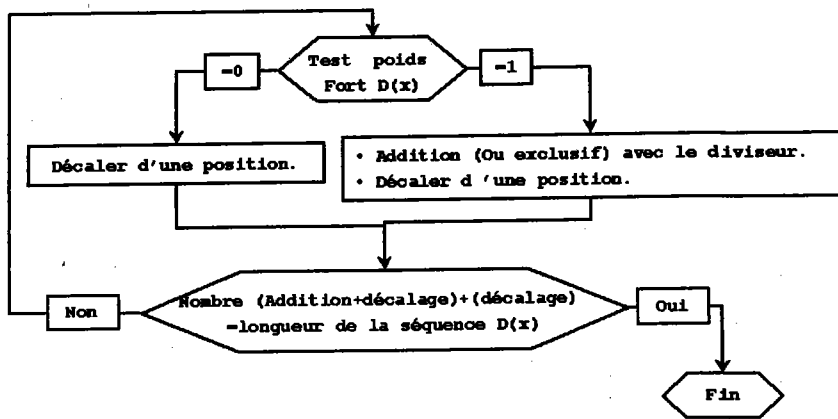 Test poids
Fort D(x)
=0
=1
Décaler d'une position.
• Addition (Ou exclusif) avec le diviseur.
• Décaler d 'une position.
Nombre (Addition+décalage)+(décalage)
=longueur de la séquence D(x)
Non
Oui
Fin